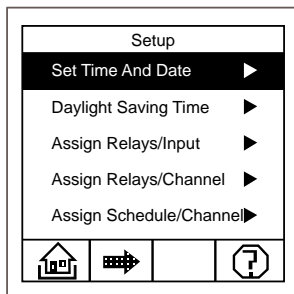 Setup
Set Time And Date
Daylight Saving Time
Assign Relays/Input
Assign Relays/Channel
Assign Schedule/Channel
?